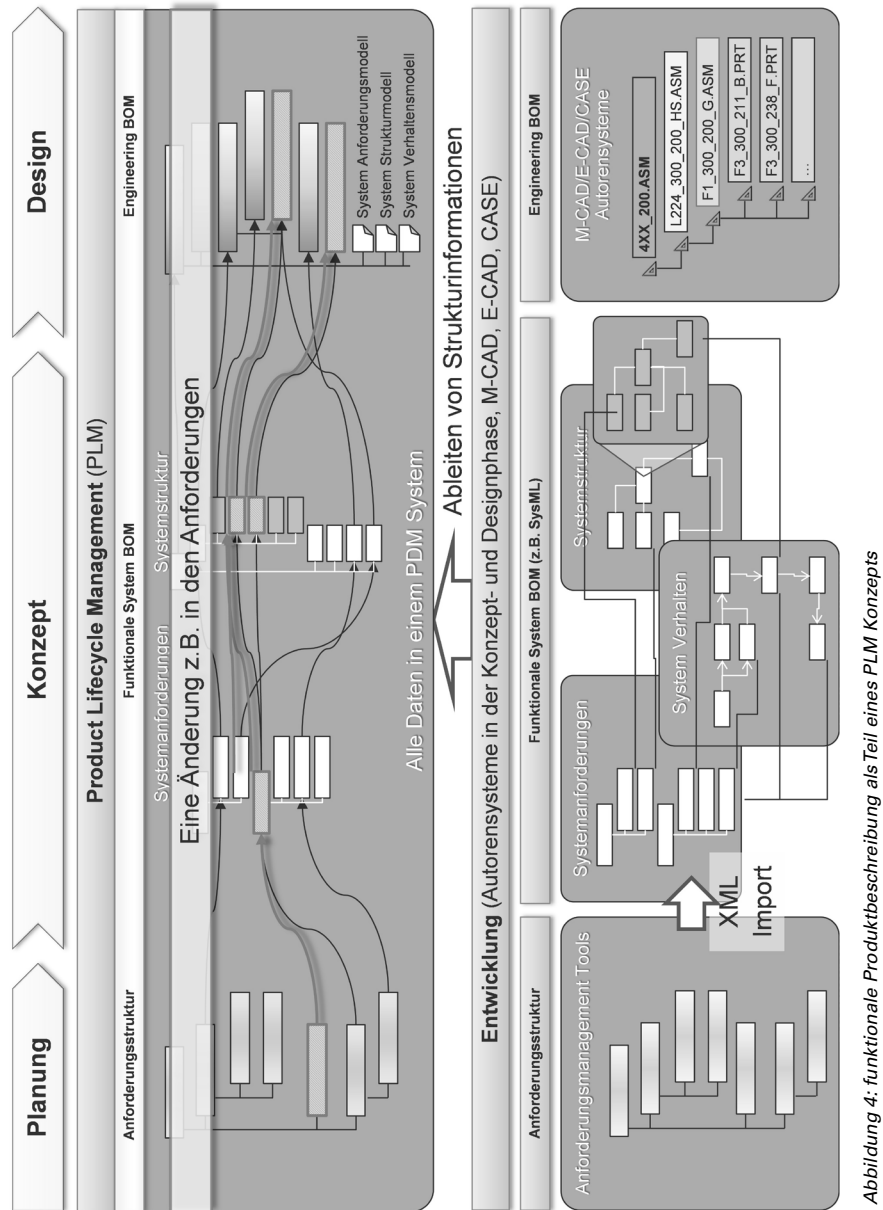 Planung
Konzept
Design
Product Lifecycle Management (PLM)
Anforderungsstruktur
Funktionale System BOM
Engineering BOM
Systemanforderungen
Systemstruktur
Eine Änderung z.B. in den Anforderungen
System Anforderungsmodell
System Strukturmodell
System Verhaltensmodell
Alle Daten in einem PDM System
Ableiten von Strukturinformationen
Entwicklung (Autorensysteme in der Konzept- und Designphase, M-CAD, E-CAD, CASE)
Anforderungsstruktur
Funktionale System BOM (z.B. SysML)
Engineering BOM
Anforderungsmanagement Tools
XML
Import
Systemanforderungen
System Verhalten
Systemstruktur
M-CAD/E-CAD/CASE
Autorensysteme
4XX_200.ASM
L224_300_200_HS.ASM
F1_300_200_G.ASM
F3_300_211_B.PRT
F3_300_238_F.PRT
...
Abbildung 4: funktionale Produktbeschreibung als Teil eines PLM Konzepts